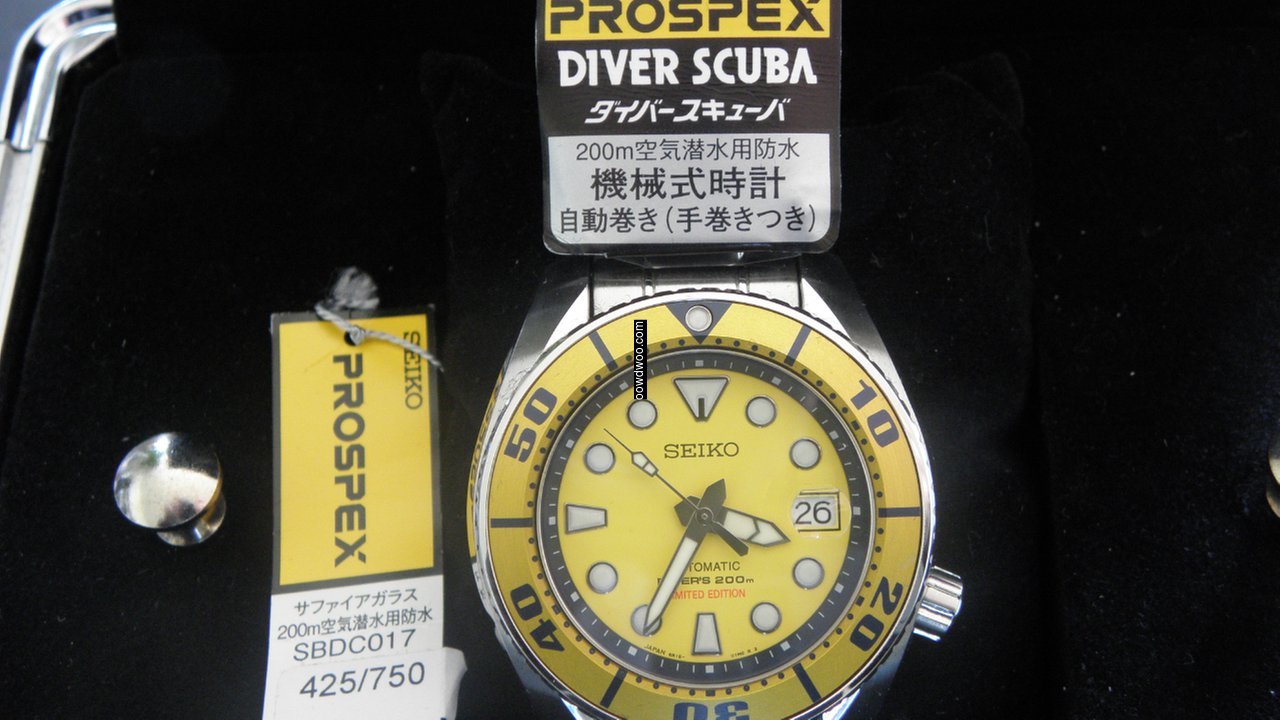 PROSPEX
DIVER SCUBA
ダイバースキューバ
200m空気潜水用防水
機械式時計
自動巻き(手巻きつき)
SEIKO
PROSPEX
サファイアガラス
200m空気潜水用防水
SBDC017
425/750
oowdwoo.com
10
20
30
40
50
SEIKO
26
AUTOMATIC
DIVER'S 200m
LIMITED EDITION
JAPAN